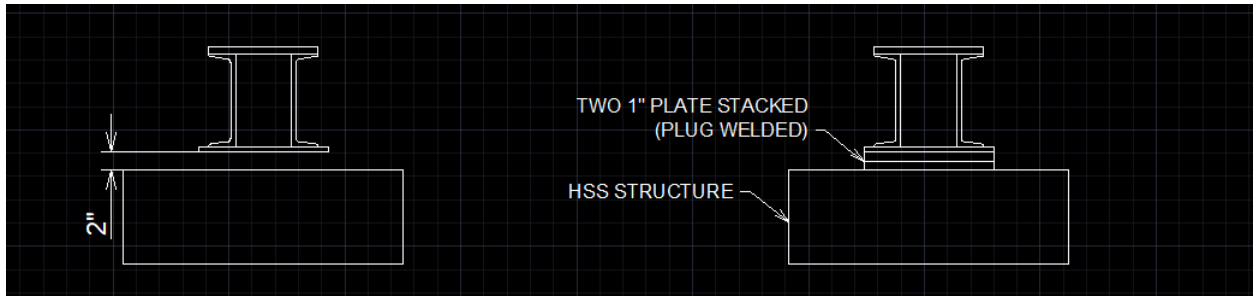 2"
TWO 1" PLATE STACKED
(PLUG WELDED)
HSS STRUCTURE